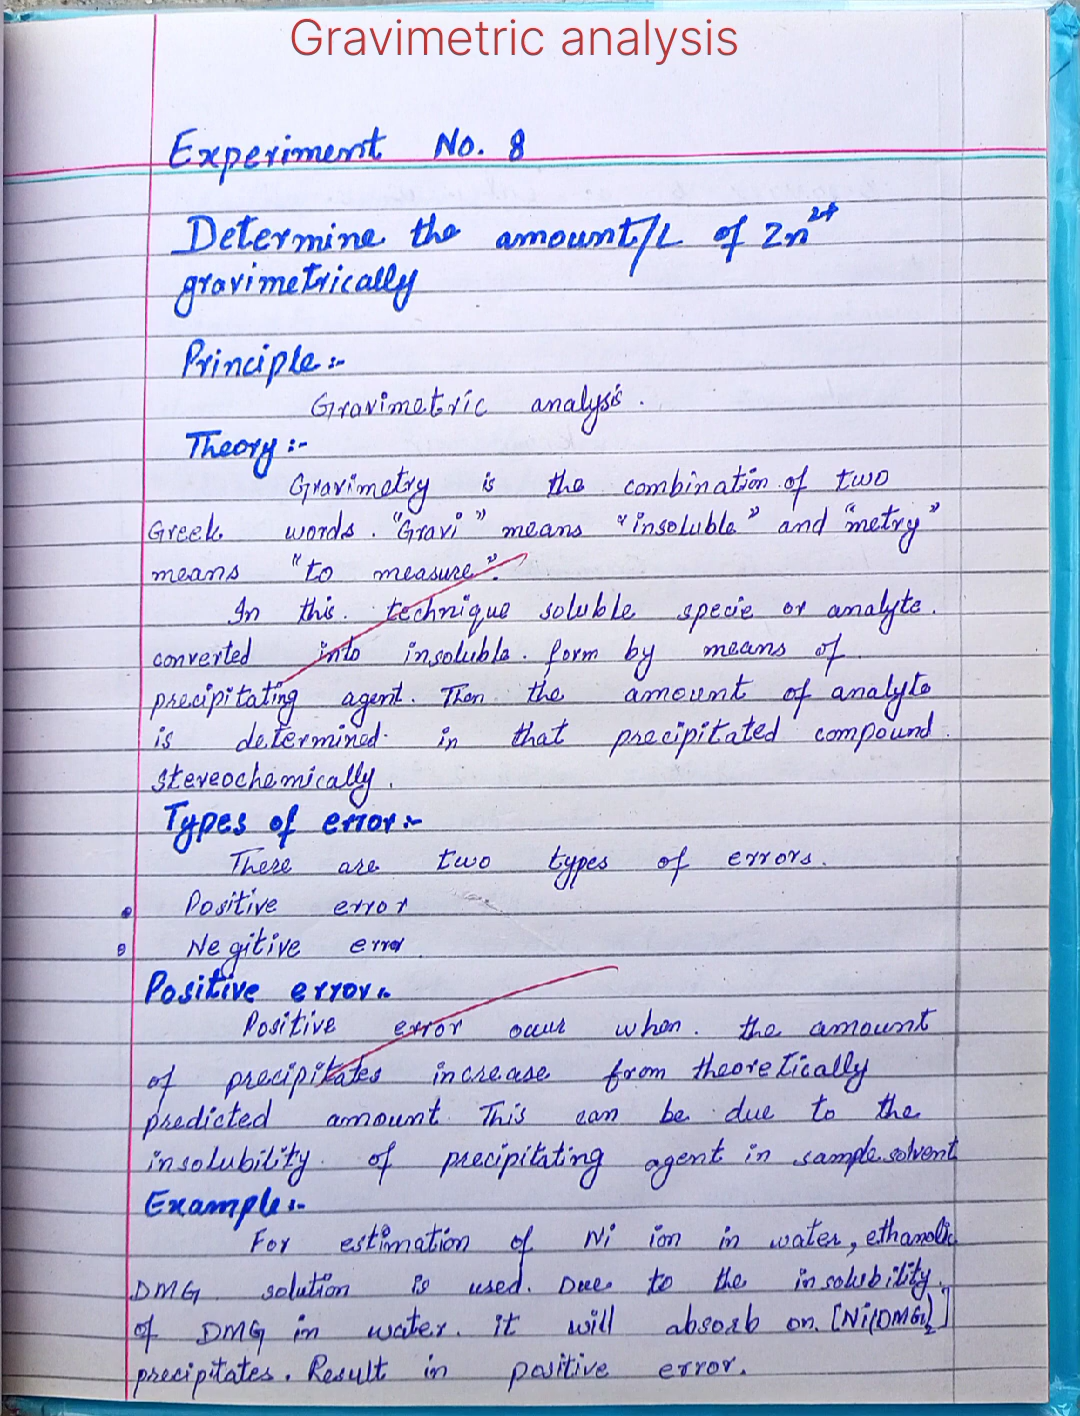 Gravimetric analysis
Experiment No. 8
Determine the amount/L of Zn²⁺
gravimetrically
Principle:-
Gravimetric analysis.
Theory:-
Gravimetry is the combination of two
Greek words. "Gravi" means "insoluble" and "metry"
means "to measure".
In this technique soluble specie or analyte.
converted into insoluble form by means of
precipitating agent. Then the amount of analyte
is determined in that precipitated compound
stereochemically.
Types of error:-
There are two types of errors.
• Positive error
• Negitive error
Positive error:-
Positive error occur when the amount
of precipitates increase from theoretically
predicted amount. This can be due to the
insolubility of precipitating agent in sample solvent
Example:-
For estimation of Ni ion in water, ethanolic
DMG solution is used. Due to the insolubility
of DMG in water. it will absorb on [Ni(DMG)₂]
precipitates. Result in positive error.